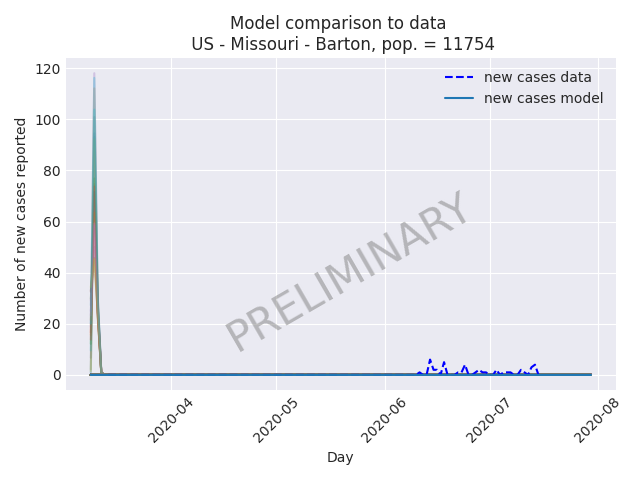 Model comparison to data
US - Missouri - Barton, pop. = 11754
120
100
80
60
40
20
0
Number of new cases reported
new cases data
new cases model
PRELIMINARY
2020-04
2020-05
2020-06
2020-07
2020-08
Day